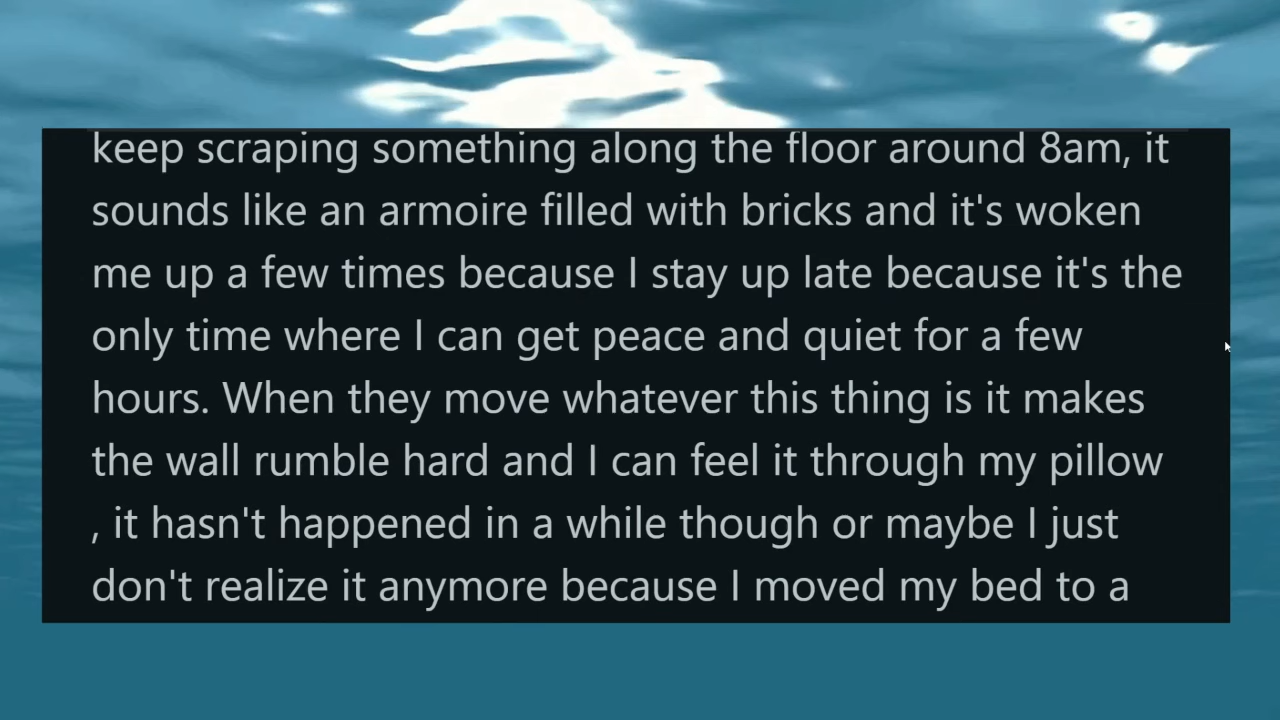 keep scraping something along the floor around 8am, it
sounds like an armoire filled with bricks and it's woken
me up a few times because I stay up late because it's the
only time where I can get peace and quiet for a few
hours. When they move whatever this thing is it makes
the wall rumble hard and I can feel it through my pillow
, it hasn't happened in a while though or maybe I just
don't realize it anymore because I moved my bed to a